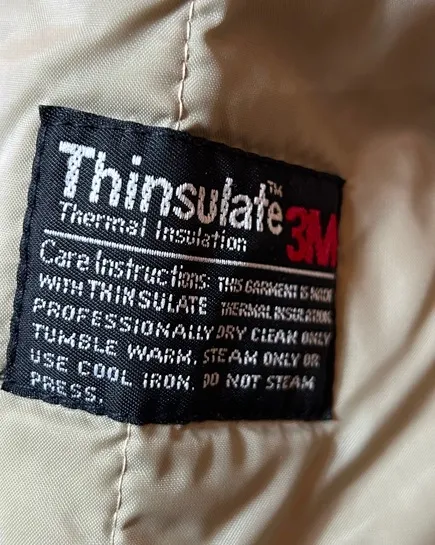 Thinsulate™
Thermal Insulation
3M
Care Instructions: THIS GARMENT IS MADE
WITH THINSULATE THERMAL INSULATION.
PROFESSIONALLY DRY CLEAN ONLY
TUMBLE WARM. STEAM ONLY OR
USE COOL IRON. DO NOT STEAM
PRESS.